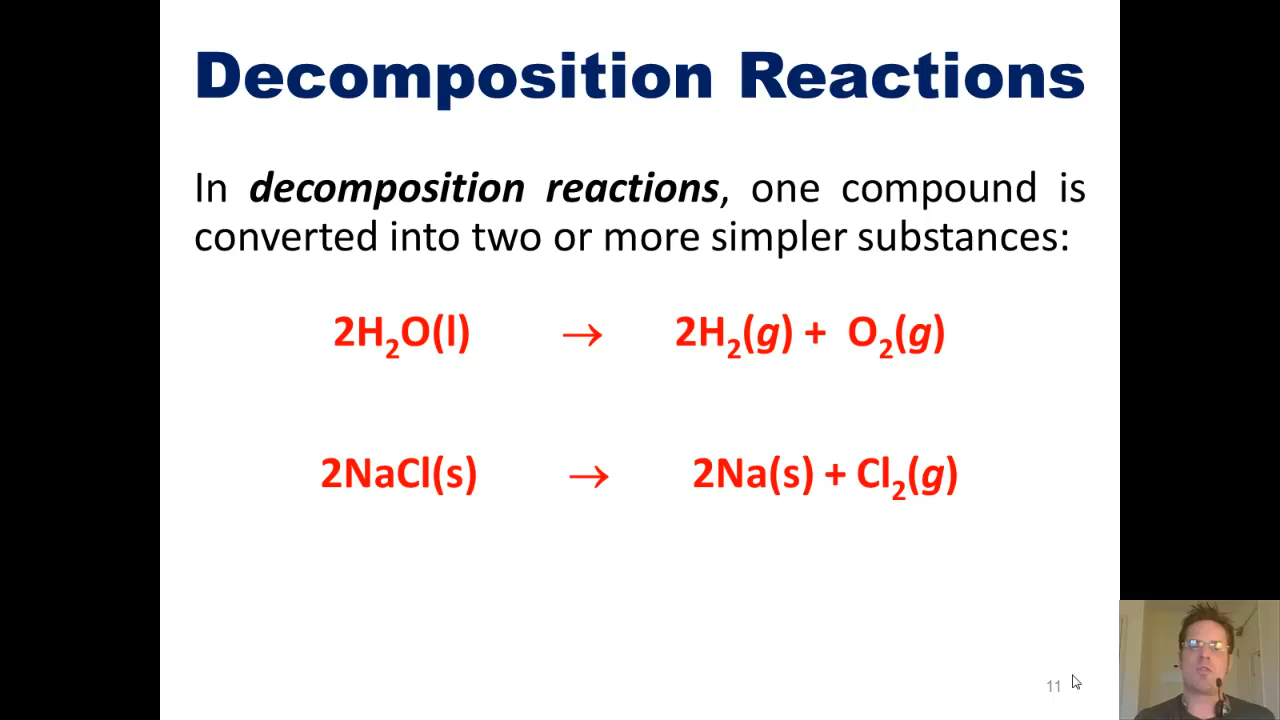 Decomposition Reactions
In decomposition reactions, one compound is
converted into two or more simpler substances:
2H₂O(l) → 2H₂(g) + O₂(g)
2NaCl(s) → 2Na(s) + Cl₂(g)
11